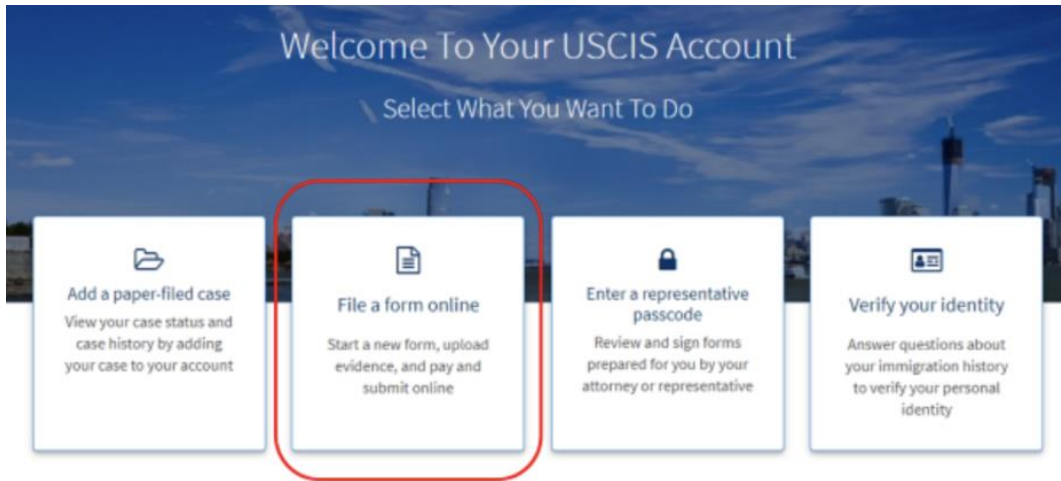 Welcome To Your USCIS Account
Select What You Want To Do
Add a paper-filed case
View your case status and
case history by adding
your case to your account
File a form online
Start a new form, upload
evidence, and pay and
submit online
Enter a representative
passcode
Review and sign forms
prepared for you by your
attorney or representative
Verify your identity
Answer questions about
your immigration history
to verify your personal
identity